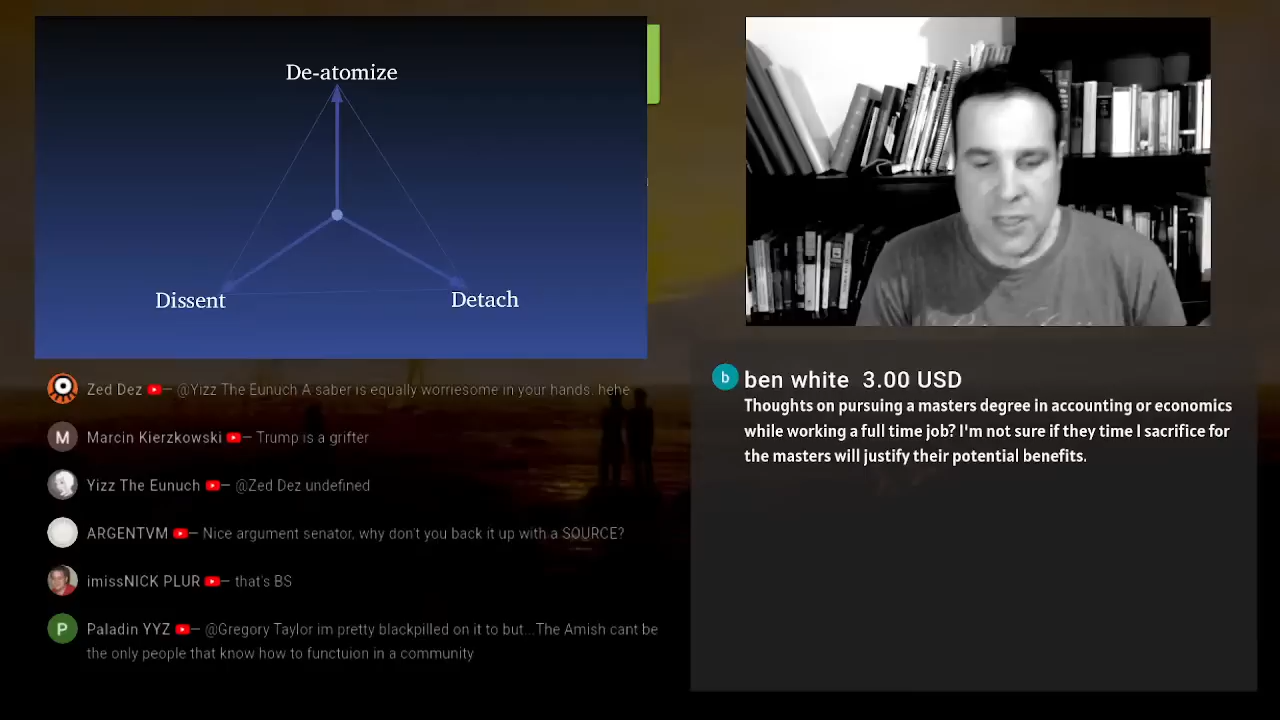 De-atomize
Dissent
Detach
Zed Dez — @Yizz The Eunuch A saber is equally worriesome in your hands..hehe
M Marcin Kierzkowski — Trump is a grifter
Yizz The Eunuch — @Zed Dez undefined
ARGENTVM — Nice argument senator, why don't you back it up with a SOURCE?
imissNICK PLUR — that's BS
P Paladin YYZ — @Gregory Taylor im pretty blackpilled on it to but...The Amish cant be
the only people that know how to functuion in a community
b ben white 3.00 USD
Thoughts on pursuing a masters degree in accounting or economics
while working a full time job? I'm not sure if they time I sacrifice for
the masters will justify their potential benefits.